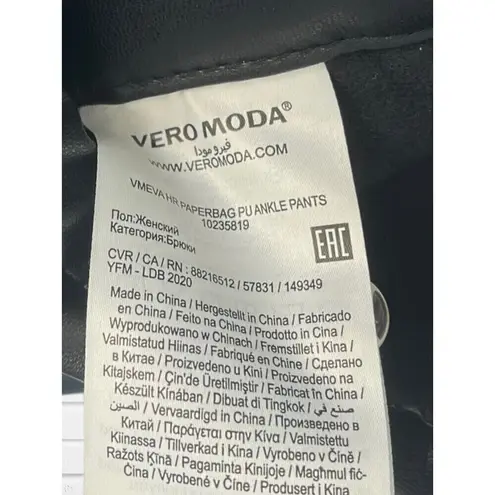 VERO MODA®
فيرومودا
WWW.VEROMODA.COM
VMEVA HR PAPERBAG PU ANKLE PANTS
10235819
Пол:Женский
Категория:Брюки
EAC
CVR / CA / RN : 88216512 / 57831 / 149349
YFM - LDB 2020
Made in China / Hergestellt in China / Fabricado
en China / Feito na China / Prodotto in Cina /
Wyprodukowano w Chinach / Fremstillet i Kina /
Valmistatud Hiinas / Fabriqué en Chine / Сделано
в Китае / Proizvedeno u Kini / Proizvedeno na
Kitajskem / Çin'de Üretilmiştir / Fabricat în China /
Készült Kínában / Dibuat di Tingkok / صنع في
الصين / Vervaardigd in China / Произведено в
Китай / Παράγεται στην Κίνα / Valmistettu
Kiinassa / Tillverkad i Kina / Vyrobeno v Číně /
Ražots Ķīnā / Pagaminta Kinijoje / Magħmul fiċ-
Ċina / Vyrobené v Číne / Produsert i Kina